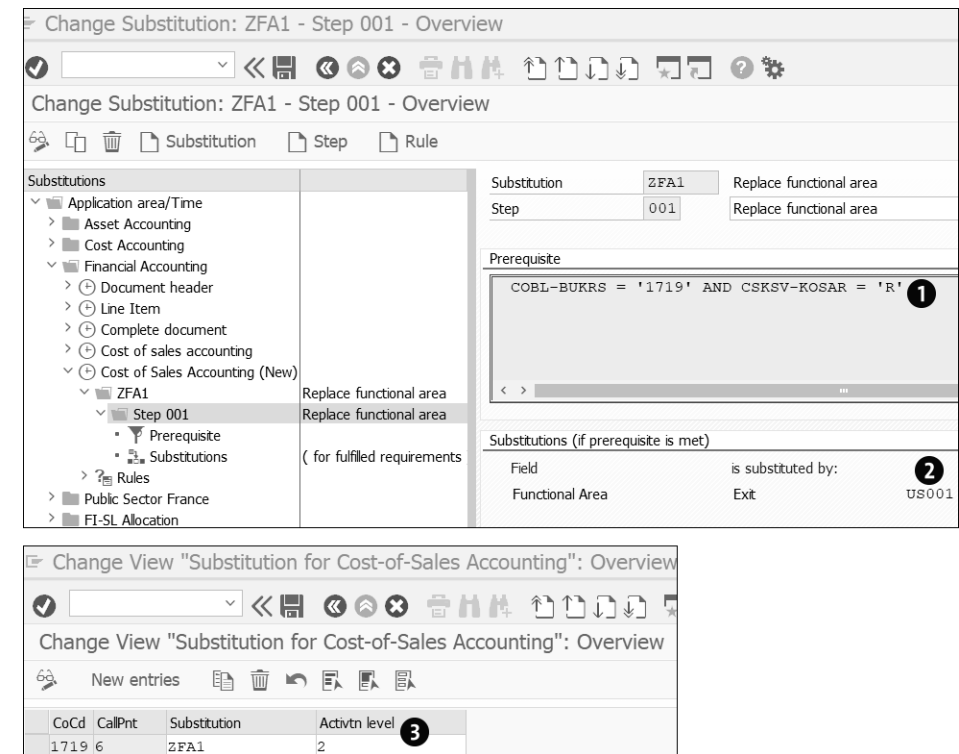 Change Substitution: ZFA1 - Step 001 - Overview
Change Substitution: ZFA1 - Step 001 - Overview
Substitution Step Rule
Substitutions
Application area/Time
Asset Accounting
Cost Accounting
Financial Accounting
Document header
Line Item
Complete document
Cost of sales accounting
Cost of Sales Accounting (New)
ZFA1 Replace functional area
Step 001 Replace functional area
Prerequisite
Substitutions ( for fulfilled requirements
Rules
Public Sector France
FI-SL Allocation
Substitution ZFA1 Replace functional area
Step 001 Replace functional area
Prerequisite
COBL-BUKRS = '1719' AND CSKSV-KOSAR = 'R' 1
Substitutions (if prerequisite is met)
Field is substituted by: 2
Functional Area Exit US001
Change View "Substitution for Cost-of-Sales Accounting": Overview
Change View "Substitution for Cost-of-Sales Accounting": Overview
New entries
CoCd CallPnt Substitution Activtn level 3
1719 6 ZFA1 2